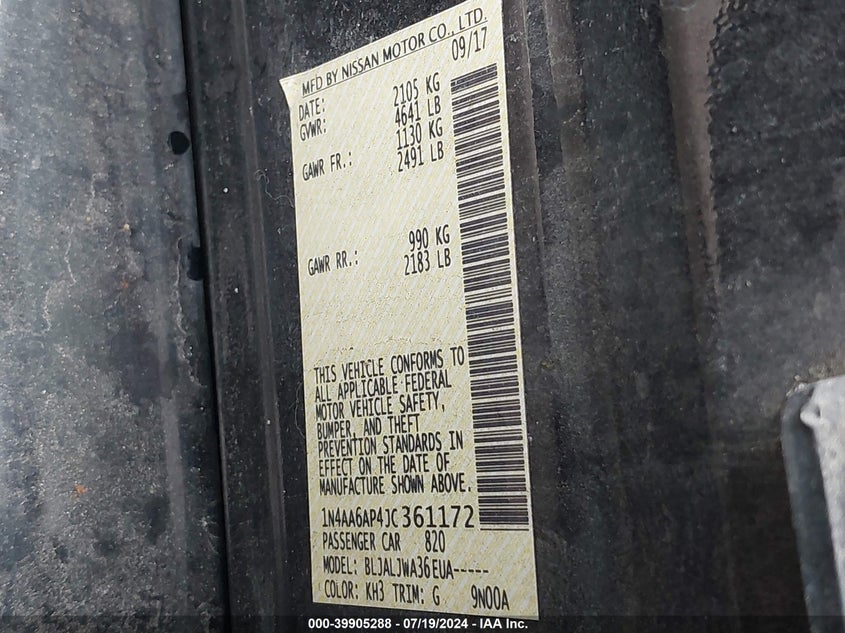 MFD BY NISSAN MOTOR CO., LTD.
DATE: 09/17
GVWR: 2105 KG
4641 LB
GAWR FR.: 1130 KG
2491 LB
GAWR RR.: 990 KG
2183 LB
THIS VEHICLE CONFORMS TO
ALL APPLICABLE FEDERAL
MOTOR VEHICLE SAFETY,
BUMPER, AND THEFT
PREVENTION STANDARDS IN
EFFECT ON THE DATE OF
MANUFACTURE SHOWN ABOVE.
1N4AA6AP4JC361172
PASSENGER CAR 820
MODEL: BLJALJWA36EUA-----
COLOR: KH3 TRIM: G 9N00A
000-39905288 - 07/19/2024 - IAA Inc.